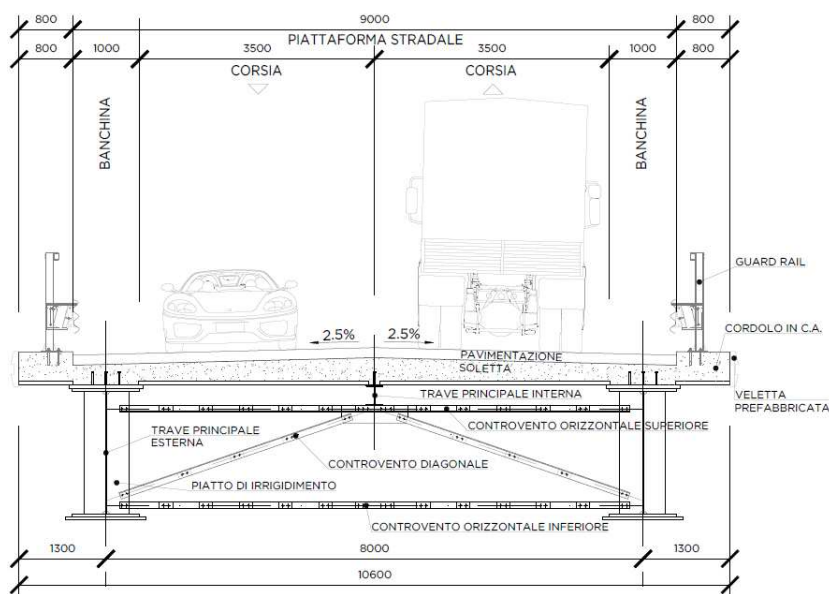 800
9000
800
PIATTAFORMA STRADALE
800
1000
3500
3500
1000
800
CORSIA
CORSIA
BANCHINA
BANCHINA
GUARD RAIL
2.5%
2.5%
CORDOLO IN C.A.
PAVIMENTAZIONE
SOLETTA
TRAVE PRINCIPALE INTERNA
VELETTA
PREFABBRICATA
TRAVE PRINCIPALE
ESTERNA
CONTROVENTO ORIZZONTALE SUPERIORE
CONTROVENTO DIAGONALE
PIATTO DI IRRIGIDIMENTO
CONTROVENTO ORIZZONTALE INFERIORE
1300
8000
1300
10600